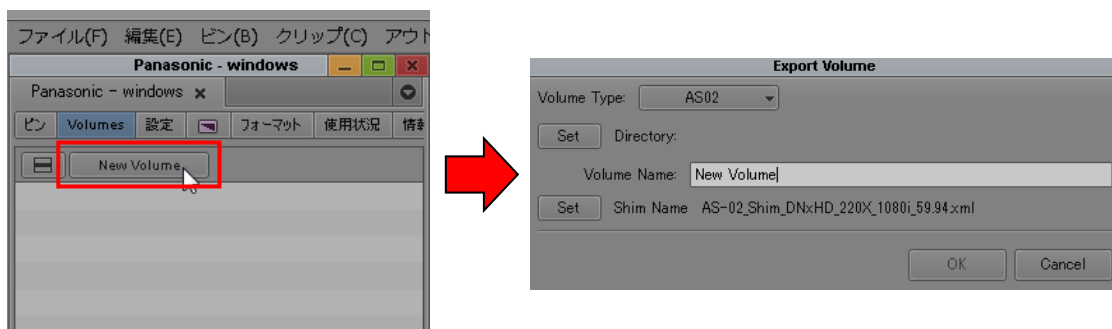 ファイル(F) 編集(E) ビン(B) クリップ(C) アウト
Panasonic - windows
Panasonic - windows x
ビン Volumes 設定 フォーマット 使用状況 情報
New Volume
Export Volume
Volume Type: AS02
Set Directory:
Volume Name: New Volume
Set Shim Name AS-02_Shim_DNxHD_220X_1080i_59.94.xml
OK Cancel